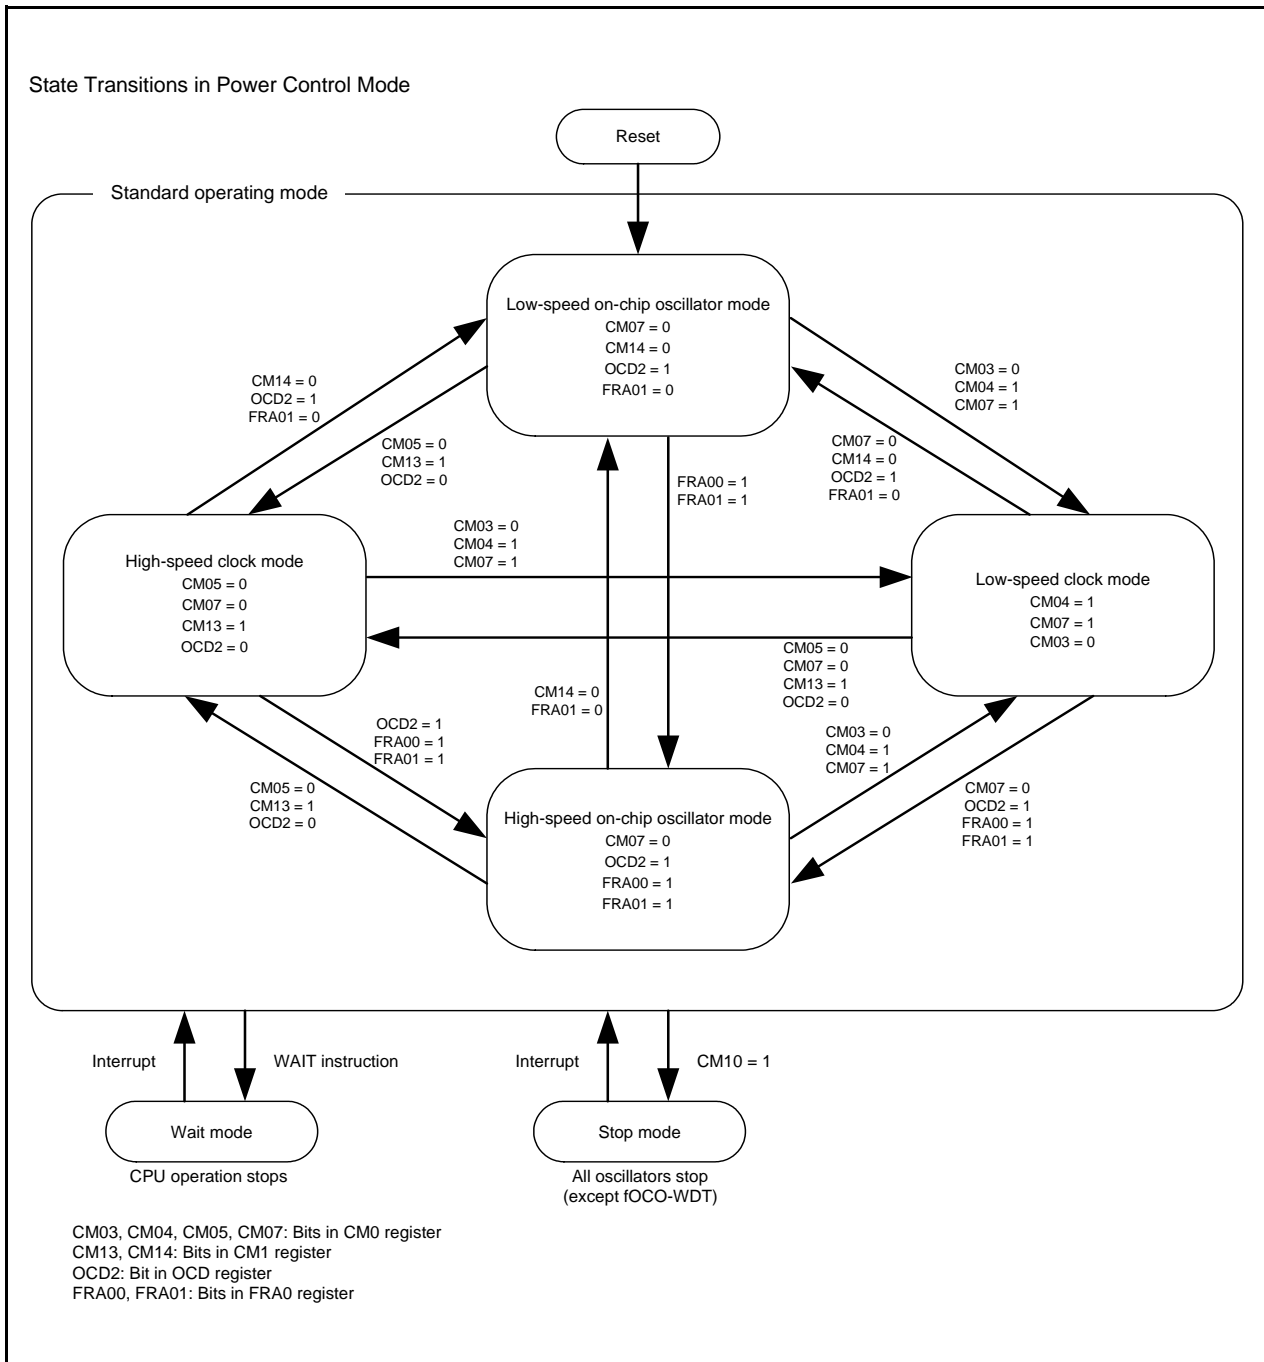 State Transitions in Power Control Mode
Reset
Standard operating mode
Low-speed on-chip oscillator mode
CM07 = 0
CM14 = 0
OCD2 = 1
FRA01 = 0
CM14 = 0
OCD2 = 1
FRA01 = 0
CM05 = 0
CM13 = 1
OCD2 = 0
CM03 = 0
CM04 = 1
CM07 = 1
CM07 = 0
CM14 = 0
OCD2 = 1
FRA01 = 0
FRA00 = 1
FRA01 = 1
High-speed clock mode
CM05 = 0
CM07 = 0
CM13 = 1
OCD2 = 0
CM03 = 0
CM04 = 1
CM07 = 1
Low-speed clock mode
CM04 = 1
CM07 = 1
CM03 = 0
CM05 = 0
CM07 = 0
CM13 = 1
OCD2 = 0
CM14 = 0
FRA01 = 0
OCD2 = 1
FRA00 = 1
FRA01 = 1
CM05 = 0
CM13 = 1
OCD2 = 0
CM03 = 0
CM04 = 1
CM07 = 1
CM07 = 0
OCD2 = 1
FRA00 = 1
FRA01 = 1
High-speed on-chip oscillator mode
CM07 = 0
OCD2 = 1
FRA00 = 1
FRA01 = 1
Interrupt
WAIT instruction
Interrupt
CM10 = 1
Wait mode
Stop mode
CPU operation stops
All oscillators stop
(except fOCO-WDT)
CM03, CM04, CM05, CM07: Bits in CM0 register
CM13, CM14: Bits in CM1 register
OCD2: Bit in OCD register
FRA00, FRA01: Bits in FRA0 register